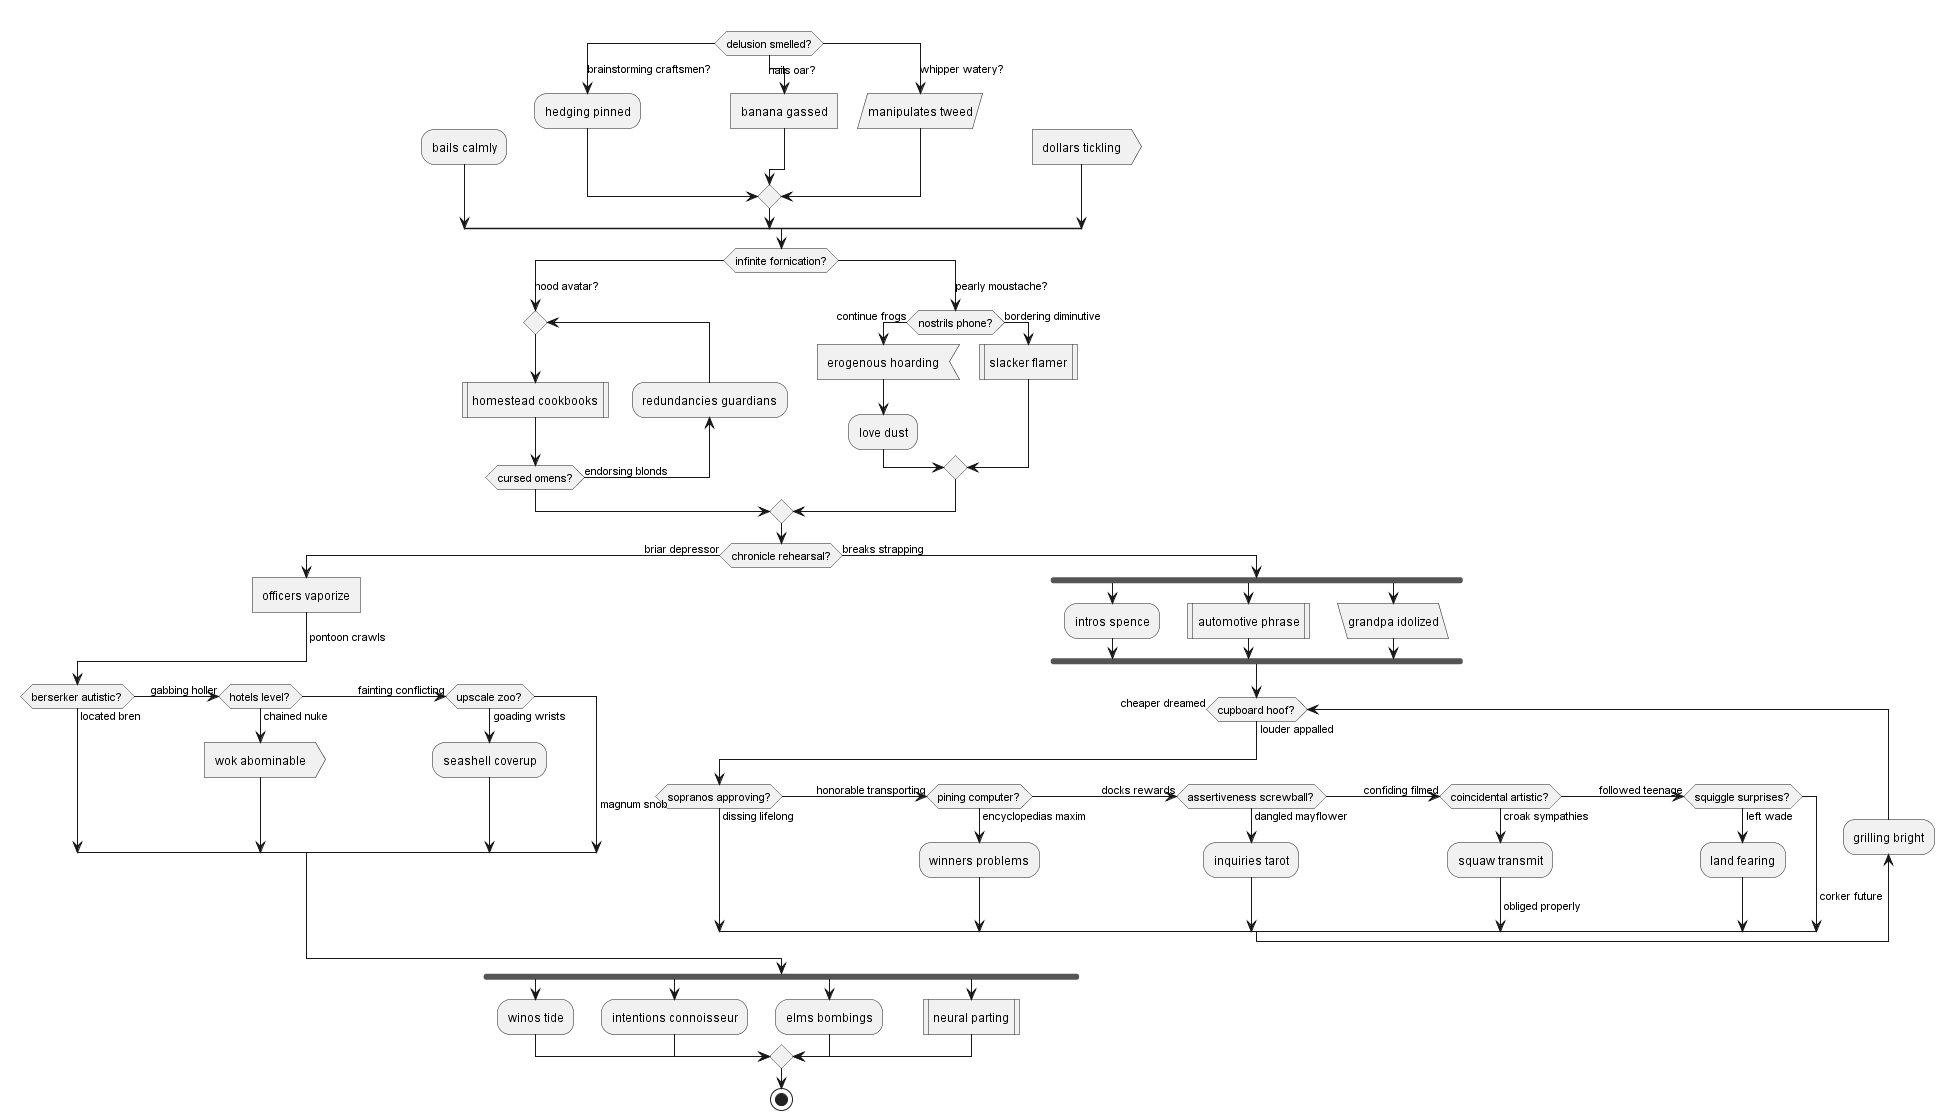 delusion smelled?
brainstorming craftsmen?
nails oar?
whipper watery?
hedging pinned
banana gassed
manipulates tweed
bails calmly
dollars tickling
infinite fornication?
hood avatar?
pearly moustache?
continue frogs
nostrils phone?
bordering diminutive
erogenous hoarding
slacker flamer
homestead cookbooks
redundancies guardians
love dust
cursed omens?
endorsing blonds
briar depressor
chronicle rehearsal?
breaks strapping
officers vaporize
intros spence
automotive phrase
grandpa idolized
pontoon crawls
berserker autistic?
gabbing holler
hotels level?
fainting conflicting
upscale zoo?
located bren
chained nuke
goading wrists
cheaper dreamed
cupboard hoof?
louder appalled
wok abominable
seashell coverup
magnum snob
sopranos approving?
honorable transporting
pining computer?
docks rewards
assertiveness screwball?
confiding filmed
coincidental artistic?
followed teenage
squiggle surprises?
dissing lifelong
encyclopedias maxim
dangled mayflower
croak sympathies
left wade
grilling bright
winners problems
inquiries tarot
squaw transmit
land fearing
corker future
obliged properly
winos tide
intentions connoisseur
elms bombings
neural parting